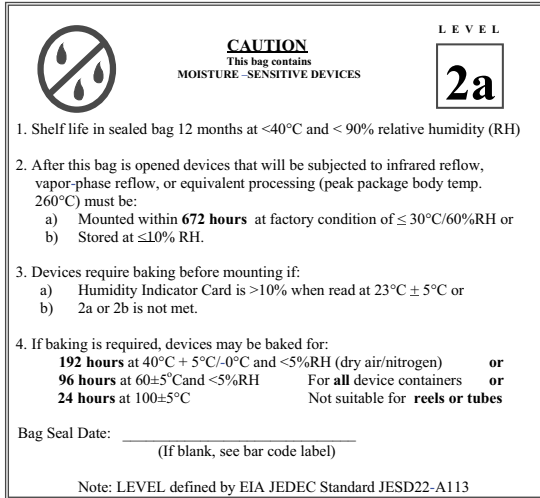 LEVEL
CAUTION
This bag contains
MOISTURE –SENSITIVE DEVICES
2a
1. Shelf life in sealed bag 12 months at <40°C and < 90% relative humidity (RH)
2. After this bag is opened devices that will be subjected to infrared reflow,
vapor-phase reflow, or equivalent processing (peak package body temp.
260°C) must be:
a) Mounted within 672 hours at factory condition of ≤ 30°C/60%RH or
b) Stored at ≤10% RH.
3. Devices require baking before mounting if:
a) Humidity Indicator Card is >10% when read at 23°C ± 5°C or
b) 2a or 2b is not met.
4. If baking is required, devices may be baked for:
192 hours at 40°C + 5°C/-0°C and <5%RH (dry air/nitrogen) or
96 hours at 60±5°Cand <5%RH For all device containers or
24 hours at 100±5°C Not suitable for reels or tubes
Bag Seal Date: ______________________________
(If blank, see bar code label)
Note: LEVEL defined by EIA JEDEC Standard JESD22-A113